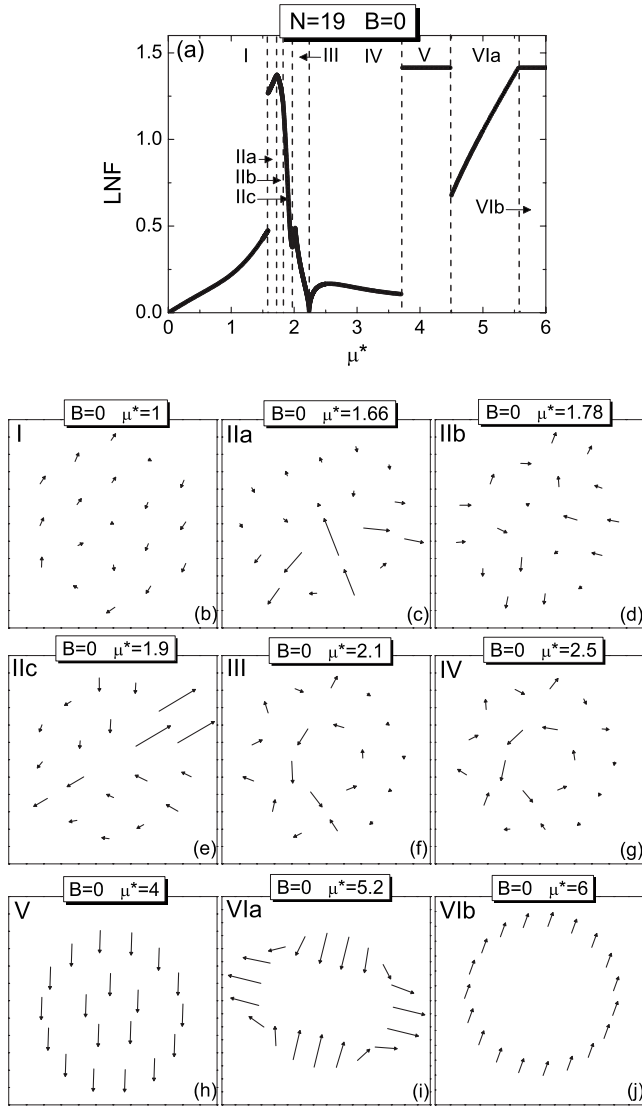 N=19 B=0
(a)
I
III
IV
V
VIa
IIa
IIb
IIc
VIb
LNF
1.5
1.0
0.5
0.0
0 1 2 3 4 5 6
μ*
B=0 μ*=1
I
(b)
B=0 μ*=1.66
IIa
(c)
B=0 μ*=1.78
IIb
(d)
B=0 μ*=1.9
IIc
(e)
B=0 μ*=2.1
III
(f)
B=0 μ*=2.5
IV
(g)
B=0 μ*=4
V
(h)
B=0 μ*=5.2
VIa
(i)
B=0 μ*=6
VIb
(j)